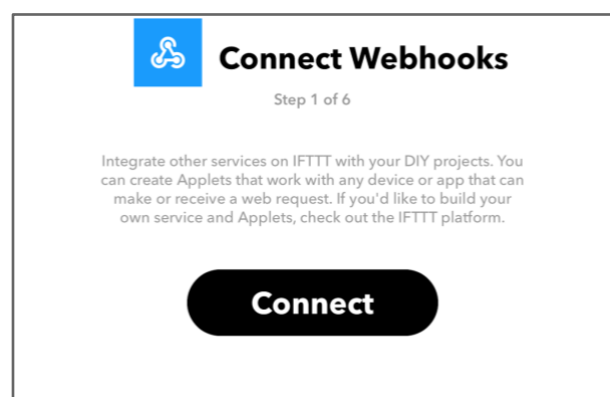 Connect Webhooks
Step 1 of 6
Integrate other services on IFTTT with your DIY projects. You
can create Applets that work with any device or app that can
make or receive a web request. If you'd like to build your
own service and Applets, check out the IFTTT platform.
Connect